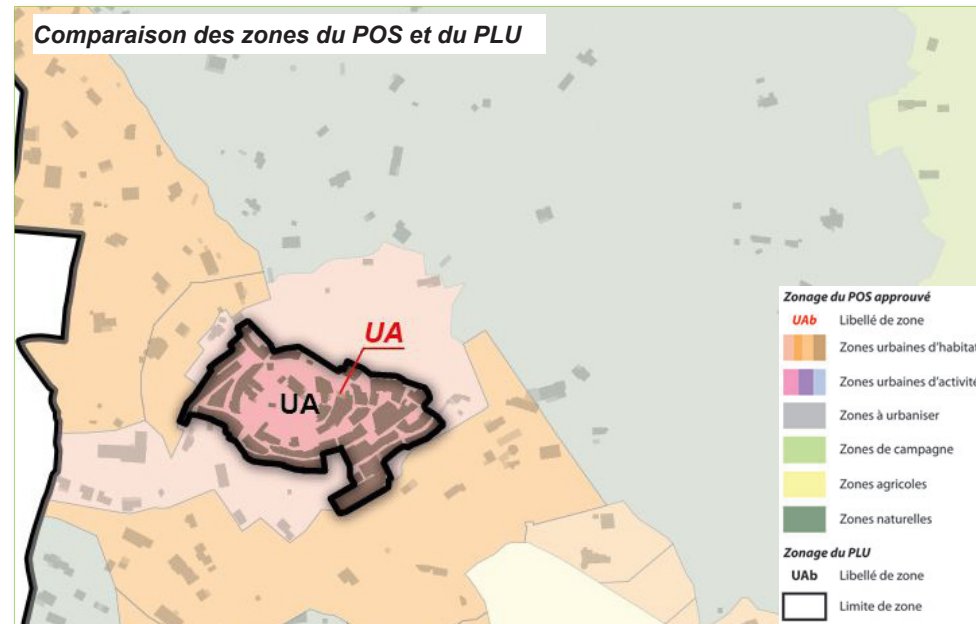 Comparaison des zones du POS et du PLU
UA
UA
Zonage du POS approuvé
UAb Libellé de zone
Zones urbaines d'habitat
Zones urbaines d'activité
Zones à urbaniser
Zones de campagne
Zones agricoles
Zones naturelles
Zonage du PLU
UAb Libellé de zone
Limite de zone